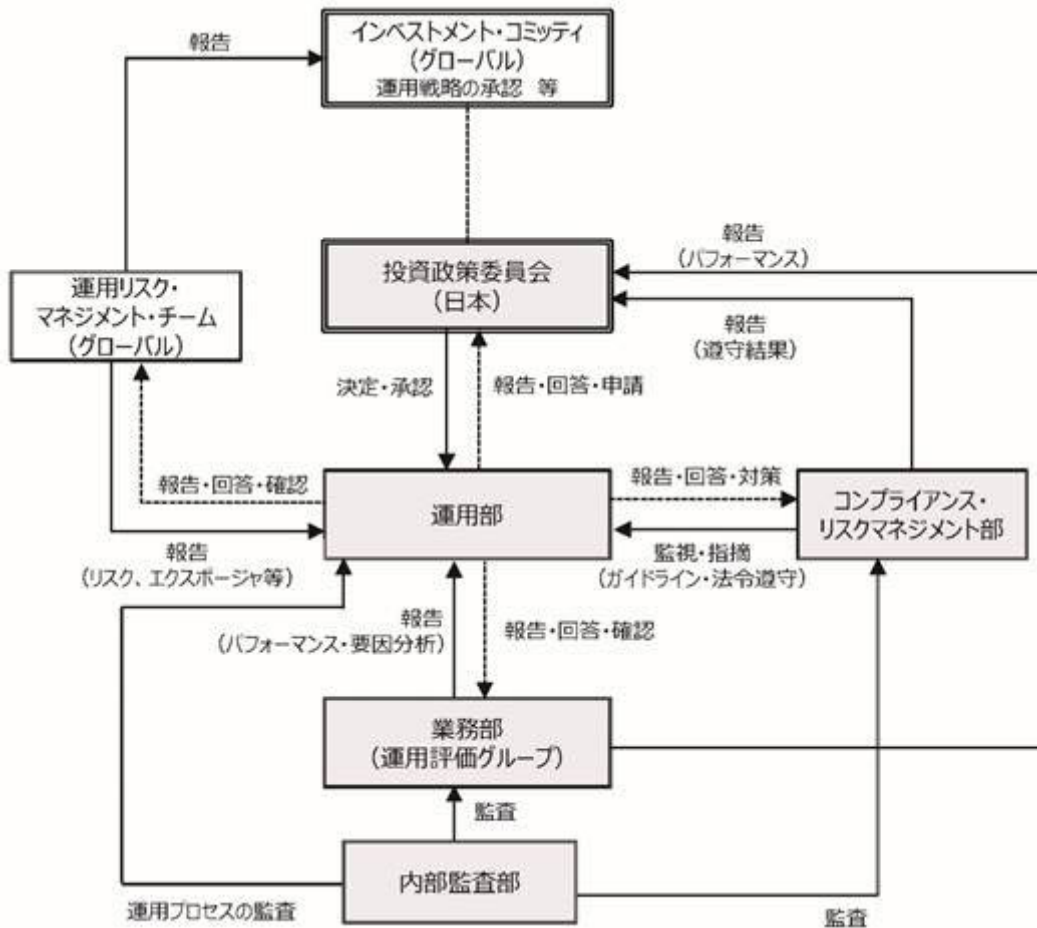 報告
インベストメント・コミッティ
(グローバル)
運用戦略の承認 等
報告
(パフォーマンス)
運用リスク・
マネジメント・チーム
(グローバル)
投資政策委員会
(日本)
報告
(遵守結果)
決定・承認
報告・回答・申請
報告・回答・確認
運用部
報告・回答・対策
コンプライアンス・
リスクマネジメント部
報告
(リスク、エクスポージャ等)
監視・指摘
(ガイドライン・法令遵守)
報告
(パフォーマンス・要因分析)
報告・回答・確認
業務部
(運用評価グループ)
監査
内部監査部
運用プロセスの監査
監査